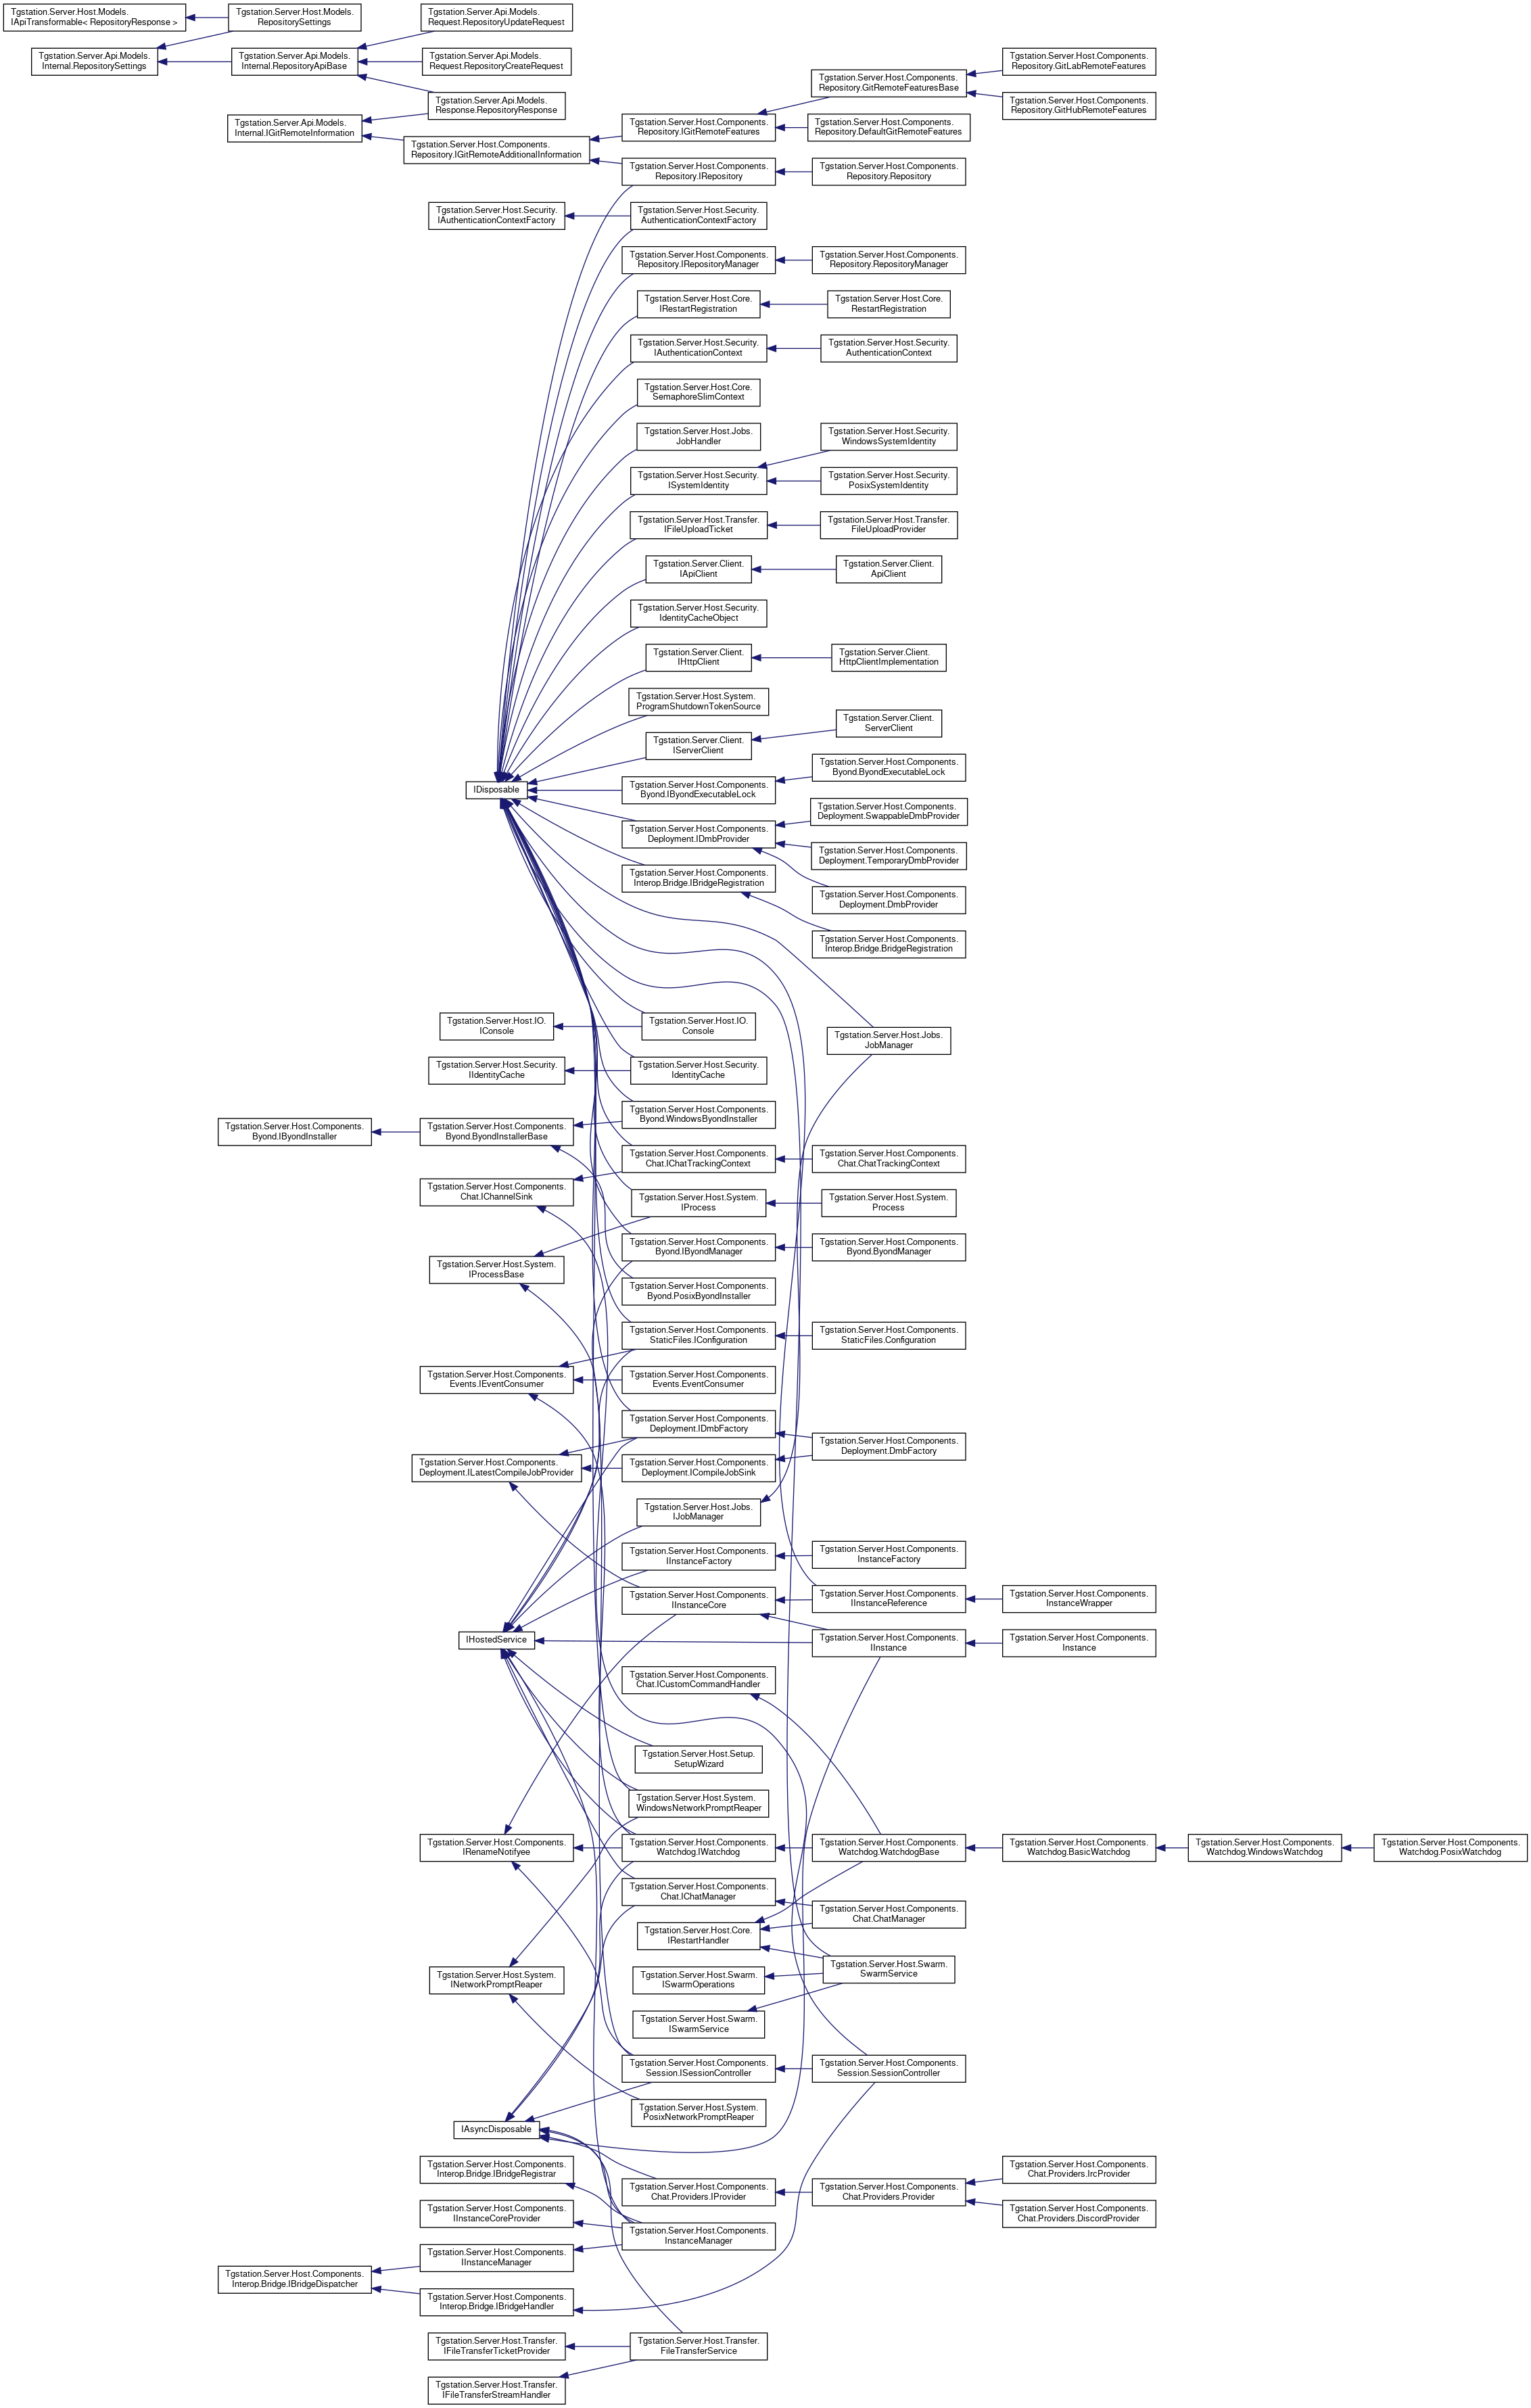 Tgstation.Server.Host.Models.
IApiTransformable< RepositoryResponse >
Tgstation.Server.Host.Models.
RepositorySettings
Tgstation.Server.Api.Models.
Request.RepositoryUpdateRequest
Tgstation.Server.Api.Models.
Internal.RepositorySettings
Tgstation.Server.Api.Models.
Internal.RepositoryApiBase
Tgstation.Server.Api.Models.
Request.RepositoryCreateRequest
Tgstation.Server.Host.Components.
Repository.GitLabRemoteFeatures
Tgstation.Server.Host.Components.
Repository.GitRemoteFeaturesBase
Tgstation.Server.Api.Models.
Response.RepositoryResponse
Tgstation.Server.Host.Components.
Repository.GitHubRemoteFeatures
Tgstation.Server.Api.Models.
Internal.IGitRemoteInformation
Tgstation.Server.Host.Components.
Repository.IGitRemoteFeatures
Tgstation.Server.Host.Components.
Repository.DefaultGitRemoteFeatures
Tgstation.Server.Host.Components.
Repository.IGitRemoteAdditionalInformation
Tgstation.Server.Host.Components.
Repository.IRepository
Tgstation.Server.Host.Components.
Repository.Repository
Tgstation.Server.Host.Security.
IAuthenticationContextFactory
Tgstation.Server.Host.Security.
AuthenticationContextFactory
Tgstation.Server.Host.Components.
Repository.IRepositoryManager
Tgstation.Server.Host.Components.
Repository.RepositoryManager
Tgstation.Server.Host.Core.
IRestartRegistration
Tgstation.Server.Host.Core.
RestartRegistration
Tgstation.Server.Host.Security.
IAuthenticationContext
Tgstation.Server.Host.Security.
AuthenticationContext
Tgstation.Server.Host.Core.
SemaphoreSlimContext
Tgstation.Server.Host.Jobs.
JobHandler
Tgstation.Server.Host.Security.
WindowsSystemIdentity
Tgstation.Server.Host.Security.
ISystemIdentity
Tgstation.Server.Host.Security.
PosixSystemIdentity
Tgstation.Server.Host.Transfer.
IFileUploadTicket
Tgstation.Server.Host.Transfer.
FileUploadProvider
Tgstation.Server.Client.
IApiClient
Tgstation.Server.Client.
ApiClient
Tgstation.Server.Host.Security.
IdentityCacheObject
Tgstation.Server.Client.
IHttpClient
Tgstation.Server.Client.
HttpClientImplementation
Tgstation.Server.Host.System.
ProgramShutdownTokenSource
Tgstation.Server.Client.
ServerClient
Tgstation.Server.Client.
IServerClient
Tgstation.Server.Host.Components.
Byond.ByondExecutableLock
IDisposable
Tgstation.Server.Host.Components.
Byond.IByondExecutableLock
Tgstation.Server.Host.Components.
Deployment.SwappableDmbProvider
Tgstation.Server.Host.Components.
Deployment.IDmbProvider
Tgstation.Server.Host.Components.
Deployment.TemporaryDmbProvider
Tgstation.Server.Host.Components.
Interop.Bridge.IBridgeRegistration
Tgstation.Server.Host.Components.
Deployment.DmbProvider
Tgstation.Server.Host.Components.
Interop.Bridge.BridgeRegistration
Tgstation.Server.Host.IO.
IConsole
Tgstation.Server.Host.IO.
Console
Tgstation.Server.Host.Jobs.
JobManager
Tgstation.Server.Host.Security.
IIdentityCache
Tgstation.Server.Host.Security.
IdentityCache
Tgstation.Server.Host.Components.
Byond.IByondInstaller
Tgstation.Server.Host.Components.
Byond.ByondInstallerBase
Tgstation.Server.Host.Components.
Byond.WindowsByondInstaller
Tgstation.Server.Host.Components.
Chat.IChatTrackingContext
Tgstation.Server.Host.Components.
Chat.ChatTrackingContext
Tgstation.Server.Host.Components.
Chat.IChannelSink
Tgstation.Server.Host.System.
IProcess
Tgstation.Server.Host.System.
Process
Tgstation.Server.Host.System.
IProcessBase
Tgstation.Server.Host.Components.
Byond.IByondManager
Tgstation.Server.Host.Components.
Byond.ByondManager
Tgstation.Server.Host.Components.
Byond.PosixByondInstaller
Tgstation.Server.Host.Components.
StaticFiles.IConfiguration
Tgstation.Server.Host.Components.
StaticFiles.Configuration
Tgstation.Server.Host.Components.
Events.IEventConsumer
Tgstation.Server.Host.Components.
Events.EventConsumer
Tgstation.Server.Host.Components.
Deployment.IDmbFactory
Tgstation.Server.Host.Components.
Deployment.DmbFactory
Tgstation.Server.Host.Components.
Deployment.ILatestCompileJobProvider
Tgstation.Server.Host.Components.
Deployment.ICompileJobSink
Tgstation.Server.Host.Jobs.
IJobManager
Tgstation.Server.Host.Components.
IInstanceFactory
Tgstation.Server.Host.Components.
InstanceFactory
Tgstation.Server.Host.Components.
IInstanceCore
Tgstation.Server.Host.Components.
IInstanceReference
Tgstation.Server.Host.Components.
InstanceWrapper
IHostedService
Tgstation.Server.Host.Components.
IInstance
Tgstation.Server.Host.Components.
Instance
Tgstation.Server.Host.Components.
Chat.ICustomCommandHandler
Tgstation.Server.Host.Setup.
SetupWizard
Tgstation.Server.Host.System.
WindowsNetworkPromptReaper
Tgstation.Server.Host.Components.
IRenameNotifyee
Tgstation.Server.Host.Components.
Watchdog.IWatchdog
Tgstation.Server.Host.Components.
Watchdog.WatchdogBase
Tgstation.Server.Host.Components.
Watchdog.BasicWatchdog
Tgstation.Server.Host.Components.
Watchdog.WindowsWatchdog
Tgstation.Server.Host.Components.
Watchdog.PosixWatchdog
Tgstation.Server.Host.Components.
Chat.IChatManager
Tgstation.Server.Host.Components.
Chat.ChatManager
Tgstation.Server.Host.Core.
IRestartHandler
Tgstation.Server.Host.System.
INetworkPromptReaper
Tgstation.Server.Host.Swarm.
ISwarmOperations
Tgstation.Server.Host.Swarm.
SwarmService
Tgstation.Server.Host.Swarm.
ISwarmService
Tgstation.Server.Host.Components.
Session.ISessionController
Tgstation.Server.Host.Components.
Session.SessionController
Tgstation.Server.Host.System.
PosixNetworkPromptReaper
IAsyncDisposable
Tgstation.Server.Host.Components.
Interop.Bridge.IBridgeRegistrar
Tgstation.Server.Host.Components.
Chat.Providers.IProvider
Tgstation.Server.Host.Components.
Chat.Providers.Provider
Tgstation.Server.Host.Components.
Chat.Providers.IrcProvider
Tgstation.Server.Host.Components.
IInstanceCoreProvider
Tgstation.Server.Host.Components.
InstanceManager
Tgstation.Server.Host.Components.
Chat.Providers.DiscordProvider
Tgstation.Server.Host.Components.
IInstanceManager
Tgstation.Server.Host.Components.
Interop.Bridge.IBridgeDispatcher
Tgstation.Server.Host.Components.
Interop.Bridge.IBridgeHandler
Tgstation.Server.Host.Transfer.
IFileTransferTicketProvider
Tgstation.Server.Host.Transfer.
FileTransferService
Tgstation.Server.Host.Transfer.
IFileTransferStreamHandler